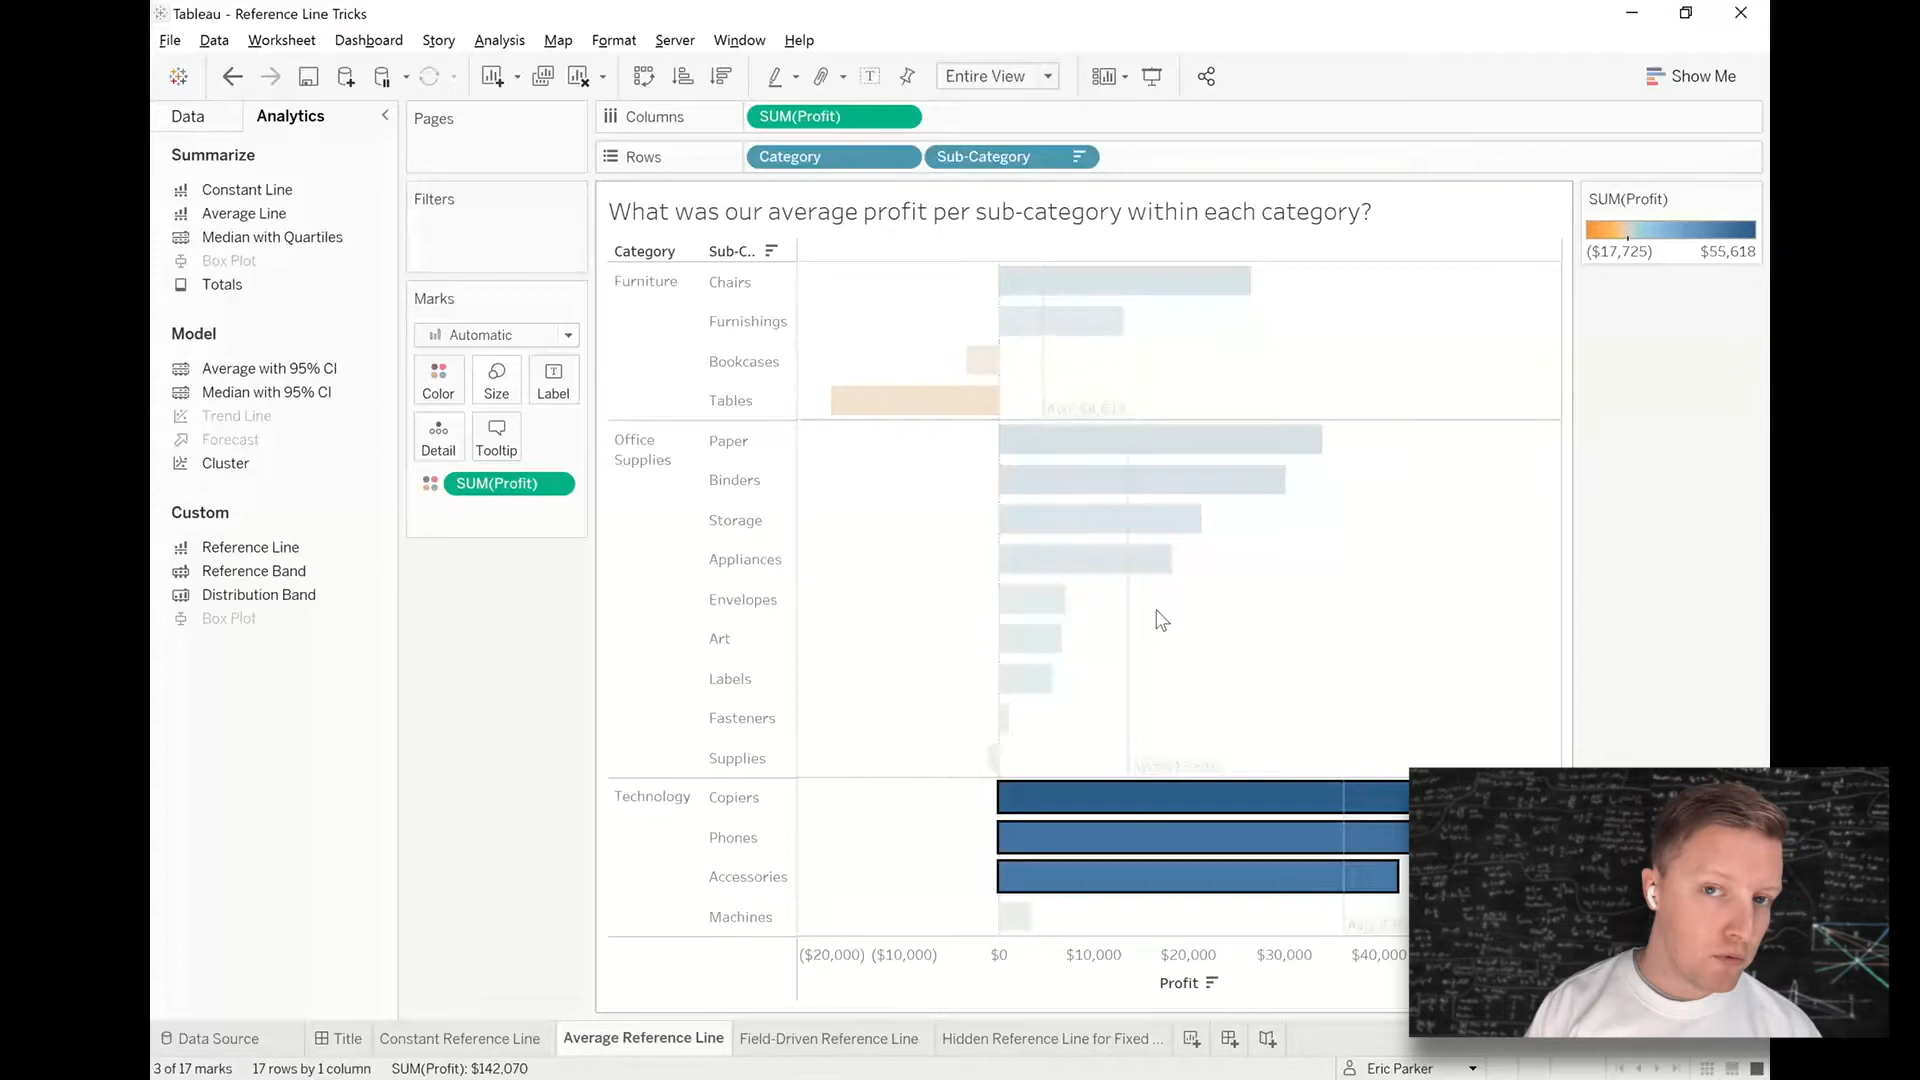 Tableau - Reference Line Tricks
File Data Worksheet Dashboard Story Analysis Map Format Server Window Help
Entire View
Show Me
Data Analytics
Pages
Columns SUM(Profit)
Rows Category Sub-Category
Summarize
Constant Line
Average Line
Median with Quartiles
Box Plot
Totals
Model
Average with 95% CI
Median with 95% CI
Trend Line
Forecast
Cluster
Custom
Reference Line
Reference Band
Distribution Band
Box Plot
Filters
Marks
Automatic
Color Size Label
Detail Tooltip
SUM(Profit)
What was our average profit per sub-category within each category?
Category Sub-C..
Furniture Chairs
Furnishings
Bookcases
Tables
Office
Supplies
Paper
Binders
Storage
Appliances
Envelopes
Art
Labels
Fasteners
Supplies
Technology Copiers
Phones
Accessories
Machines
($20,000) ($10,000) $0 $10,000 $20,000 $30,000 $40,000
Profit
SUM(Profit)
($17,725) $55,618
Data Source Title Constant Reference Line Average Reference Line Field-Driven Reference Line Hidden Reference Line for Fixed ...
3 of 17 marks 17 rows by 1 column SUM(Profit): $142,070 Eric Parker